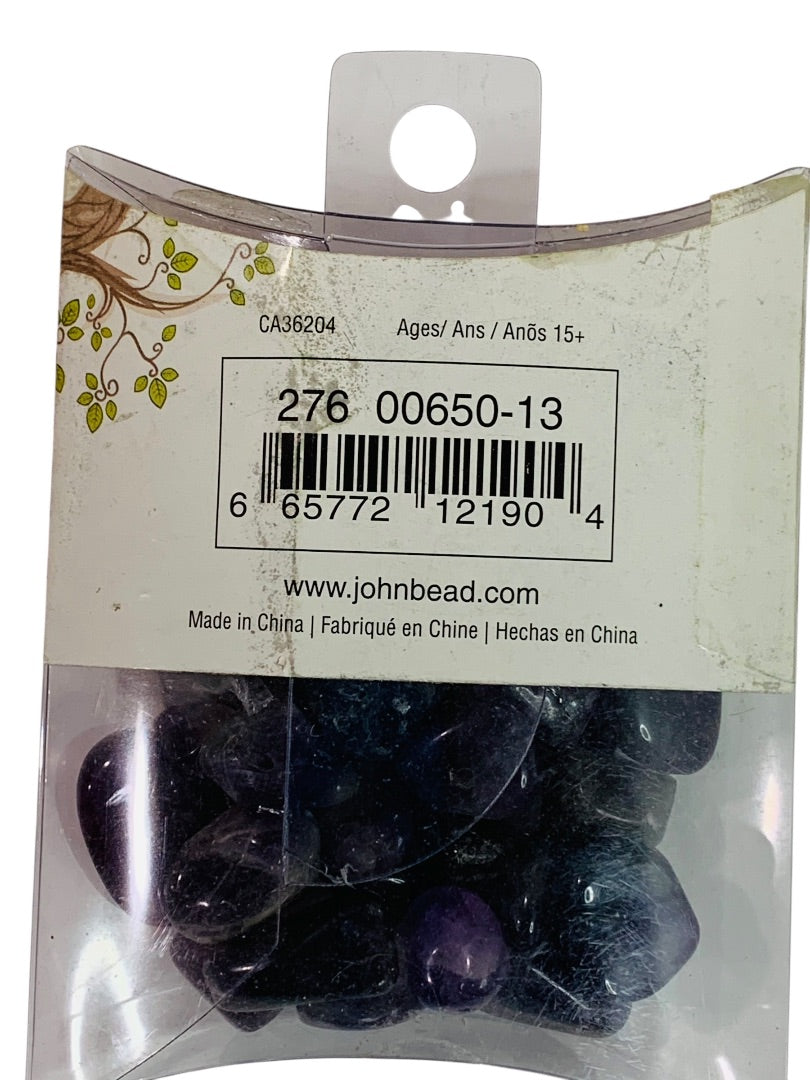 CA36204 Ages/ Ans / Anõs 15+
276 00650-13
6 65772 12190 4
www.johnbead.com
Made in China | Fabriqué en Chine | Hechas en China